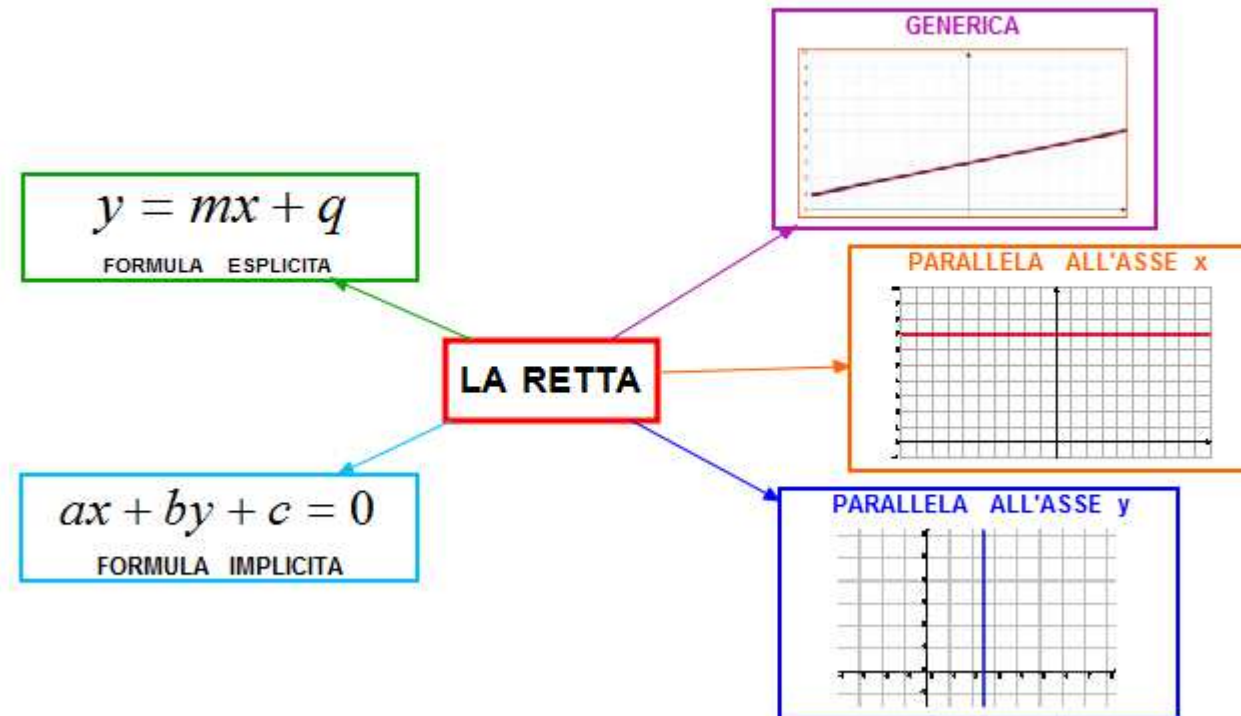 GENERICA
y = mx + q
FORMULA ESPLICITA
PARALLELA ALL'ASSE x
LA RETTA
ax + by + c = 0
FORMULA IMPLICITA
PARALLELA ALL'ASSE y